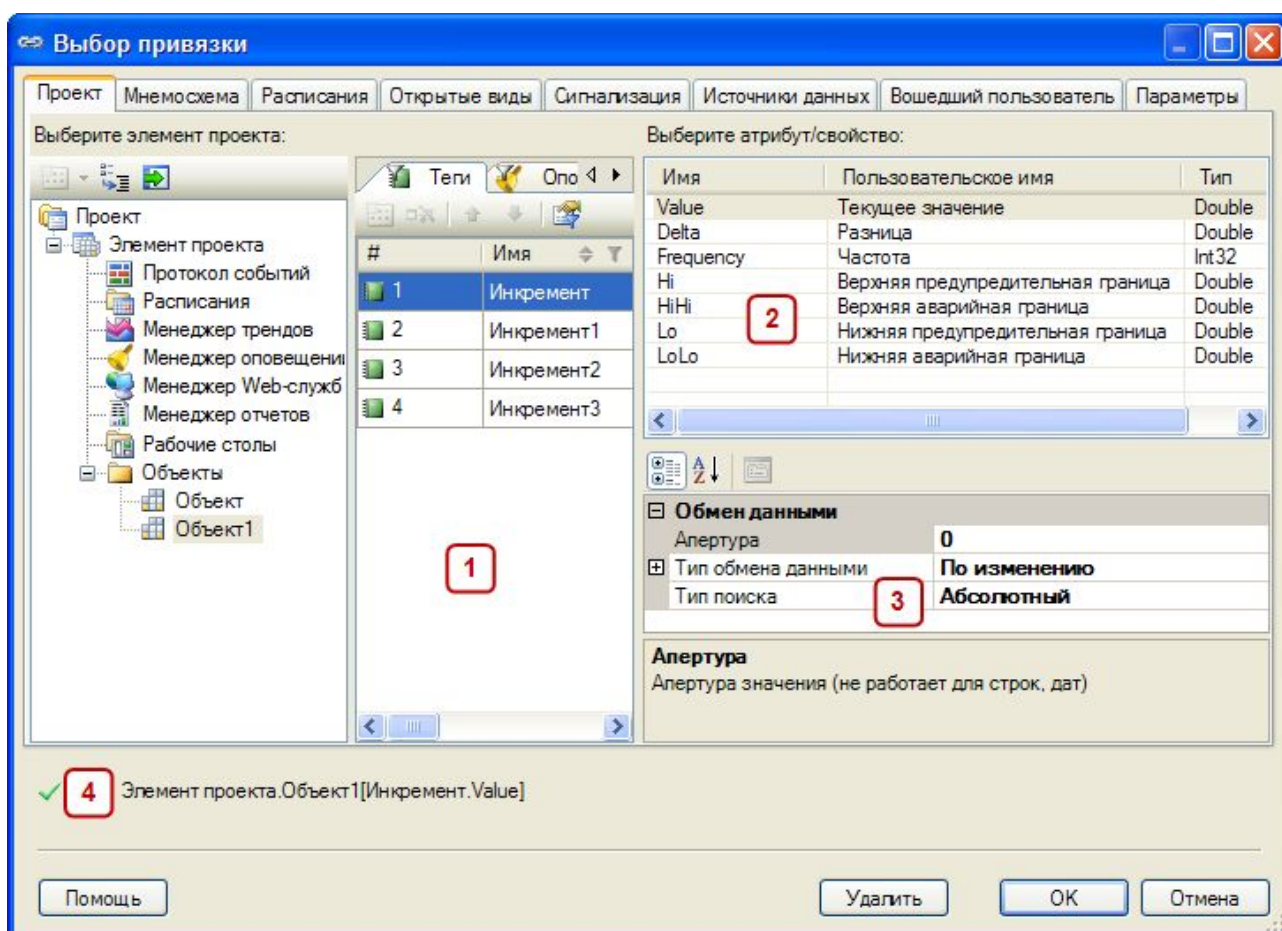 Выбор привязки
Проект Мнемосхема Расписания Открытые виды Сигнализация Источники данных Вошедший пользователь Параметры
Выберите элемент проекта:
Проект
Элемент проекта
Протокол событий
Расписания
Менеджер трендов
Менеджер оповещени
Менеджер Web-служб
Менеджер отчетов
Рабочие столы
Объекты
Объект
Объект1
Теги Опо
# Имя
1 Инкремент
2 Инкремент1
3 Инкремент2
4 Инкремент3
1
Выберите атрибут/свойство:
Имя Пользовательское имя Тип
Value Текущее значение Double
Delta Разница Double
Frequency Частота Int32
Hi Верхняя предупредительная граница Double
HiHi Верхняя аварийная граница Double
Lo Нижняя предупредительная граница Double
LoLo Нижняя аварийная граница Double
2
Обмен данными
Апертура 0
Тип обмена данными По изменению
Тип поиска Абсолютный
3
Апертура
Апертура значения (не работает для строк, дат)
4 Элемент проекта.Объект1[Инкремент.Value]
Помощь Удалить OK Отмена